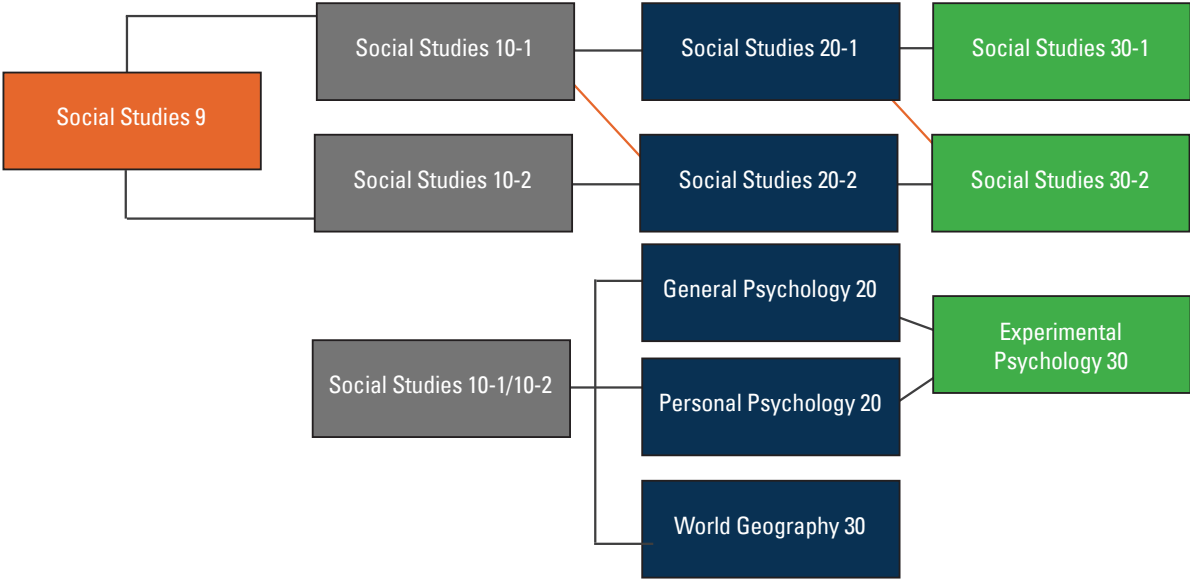 Social Studies 9
Social Studies 10-1
Social Studies 20-1
Social Studies 30-1
Social Studies 10-2
Social Studies 20-2
Social Studies 30-2
Social Studies 10-1/10-2
General Psychology 20
Personal Psychology 20
World Geography 30
Experimental
Psychology 30